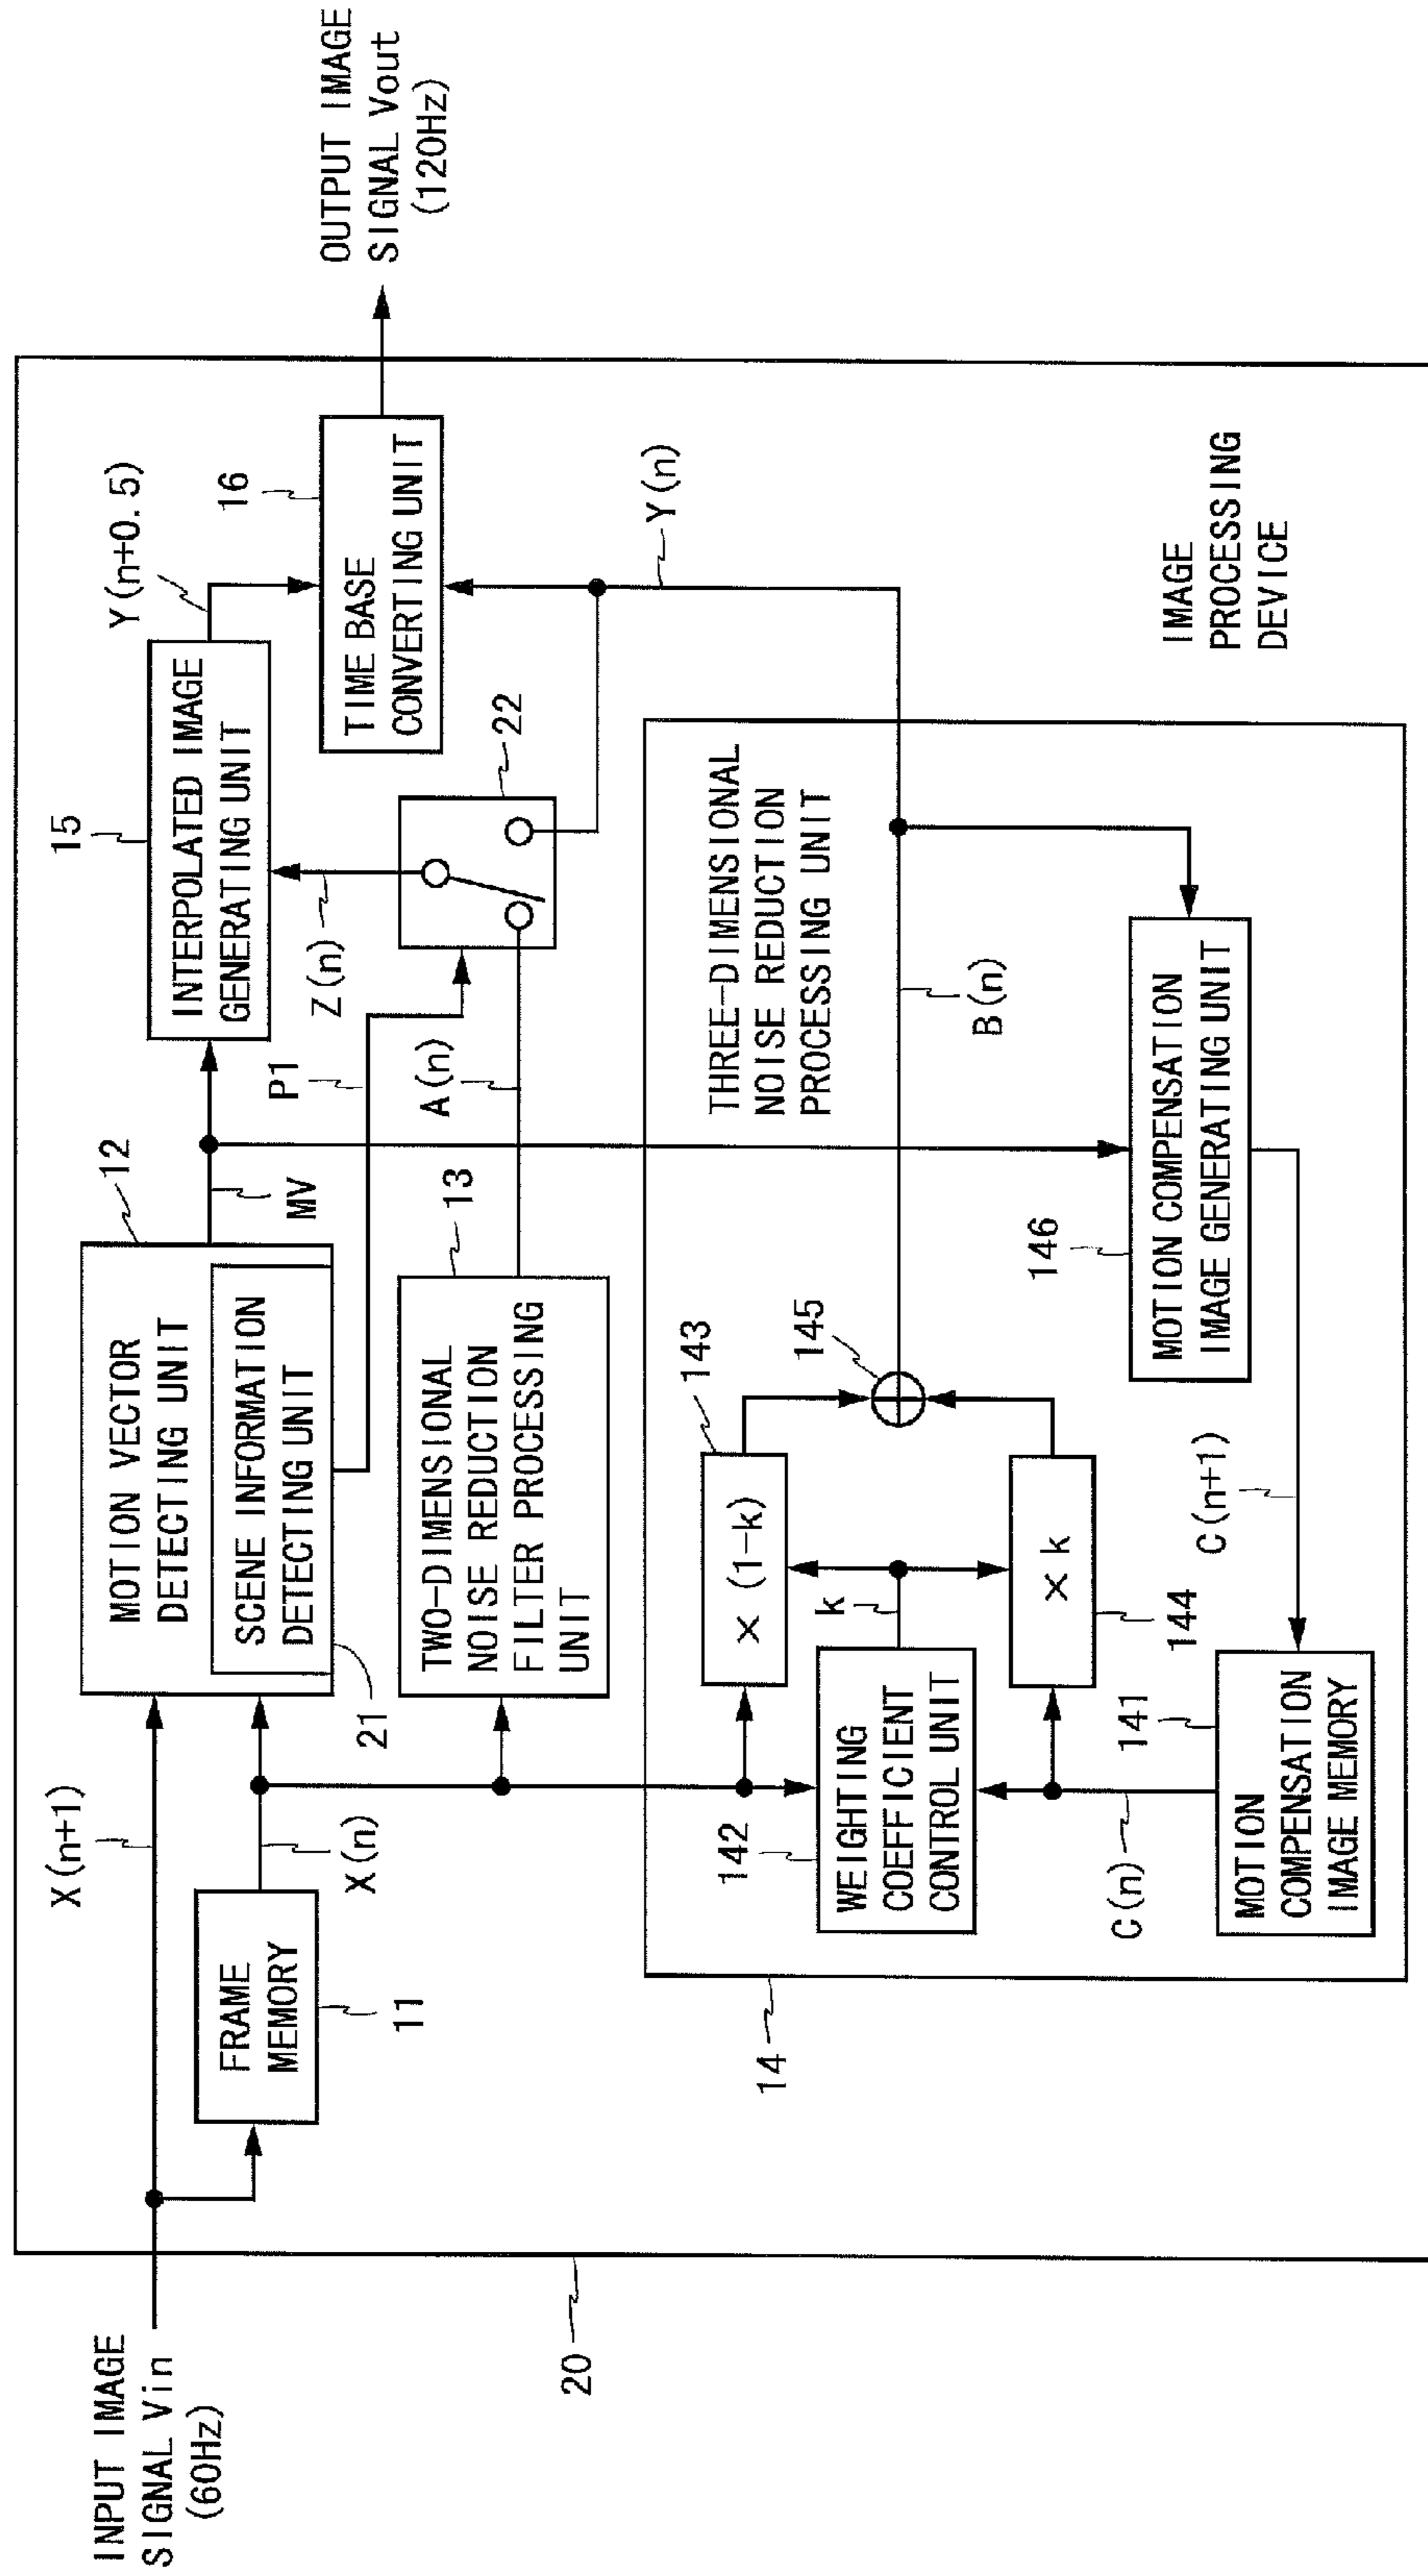 INPUT IMAGE
SIGNAL Vin
(60Hz)
X(n+1)
FRAME
MEMORY
11
X(n)
MOTION VECTOR
DETECTING UNIT
12
SCENE INFORMATION
DETECTING UNIT
21
MV
P1
TWO-DIMENSIONAL
NOISE REDUCTION
FILTER PROCESSING
UNIT
13
A(n)
INTERPOLATED IMAGE
GENERATING UNIT
15
Z(n)
22
Y(n+0.5)
TIME BASE
CONVERTING UNIT
16
OUTPUT IMAGE
SIGNAL Vout
(120Hz)
Y(n)
THREE-DIMENSIONAL
NOISE REDUCTION
PROCESSING UNIT
14
142
WEIGHTING
COEFFICIENT
CONTROL UNIT
k
× (1-k)
143
× k
144
145
B(n)
C(n)
MOTION
COMPENSATION
IMAGE MEMORY
141
C(n+1)
MOTION COMPENSATION
IMAGE GENERATING UNIT
146
IMAGE
PROCESSING
DEVICE
20